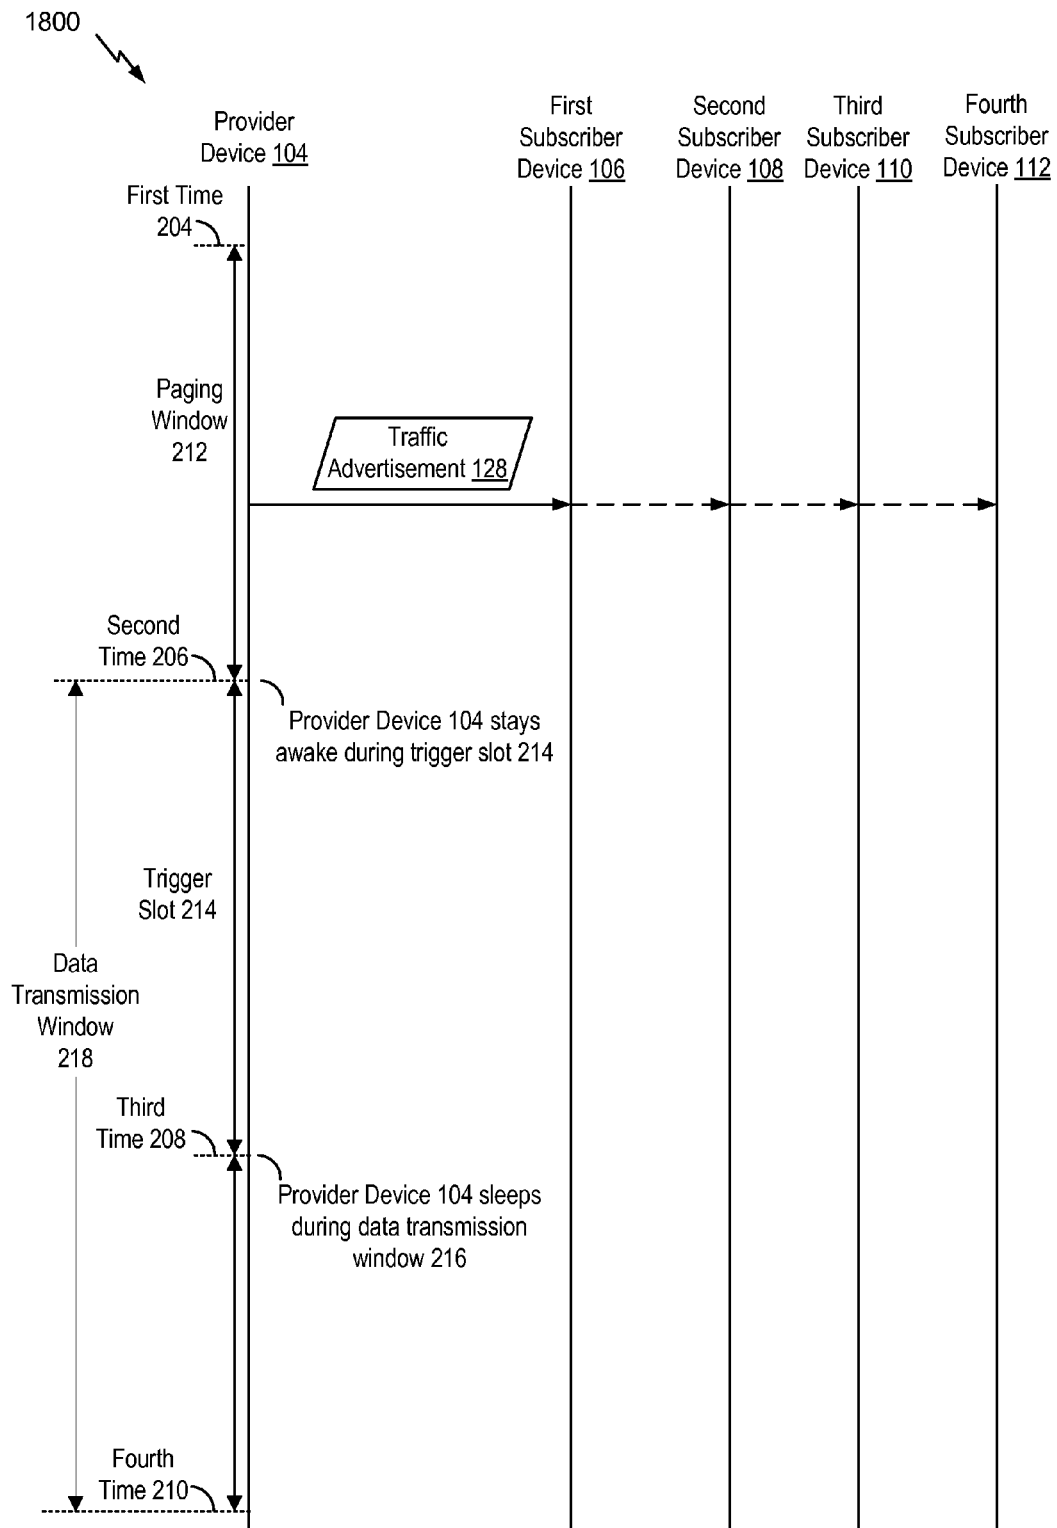 1800
Provider
Device 104
First
Subscriber
Device 106
Second
Subscriber
Device 108
Third
Subscriber
Device 110
Fourth
Subscriber
Device 112
First Time
204
Paging
Window
212
Traffic
Advertisement 128
Second
Time 206
Provider Device 104 stays
awake during trigger slot 214
Trigger
Slot 214
Data
Transmission
Window
218
Third
Time 208
Provider Device 104 sleeps
during data transmission
window 216
Fourth
Time 210